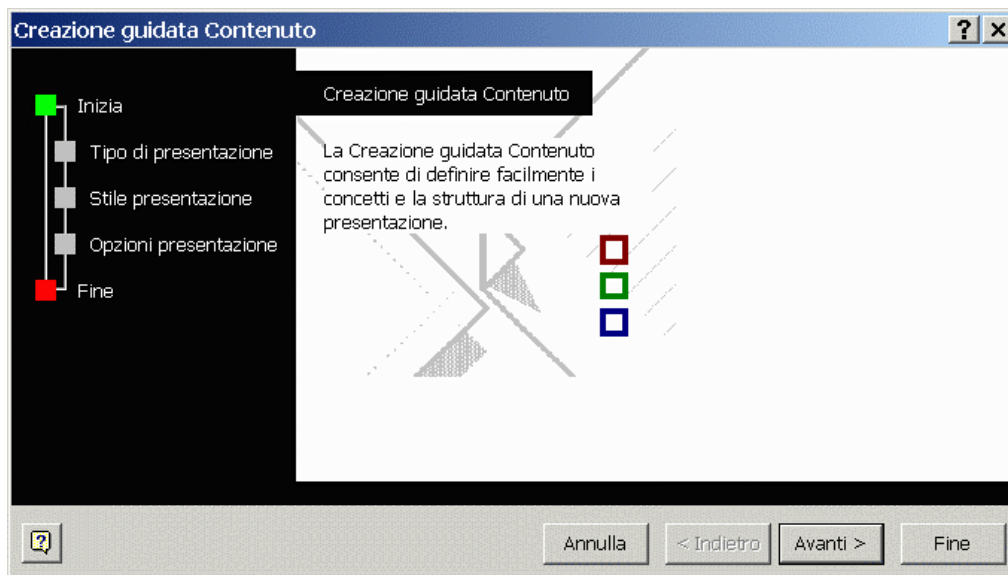 Creazione guidata Contenuto
Inizia
Tipo di presentazione
Stile presentazione
Opzioni presentazione
Fine
Creazione guidata Contenuto
La Creazione guidata Contenuto
consente di definire facilmente i
concetti e la struttura di una nuova
presentazione.
Annulla
< Indietro
Avanti >
Fine